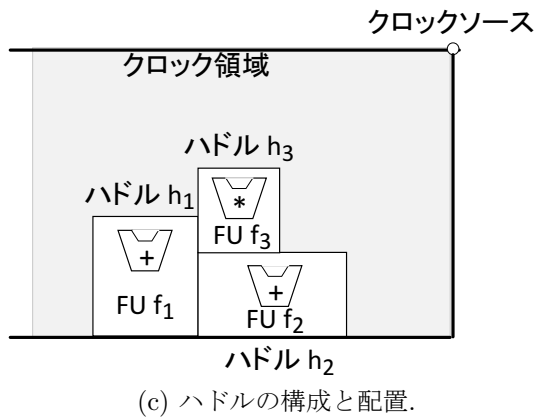 クロックソース
クロック領域
ハドル h3
ハドル h1
*
FU f3
+
FU f1
+
FU f2
ハドル h2
(c) ハドルの構成と配置.